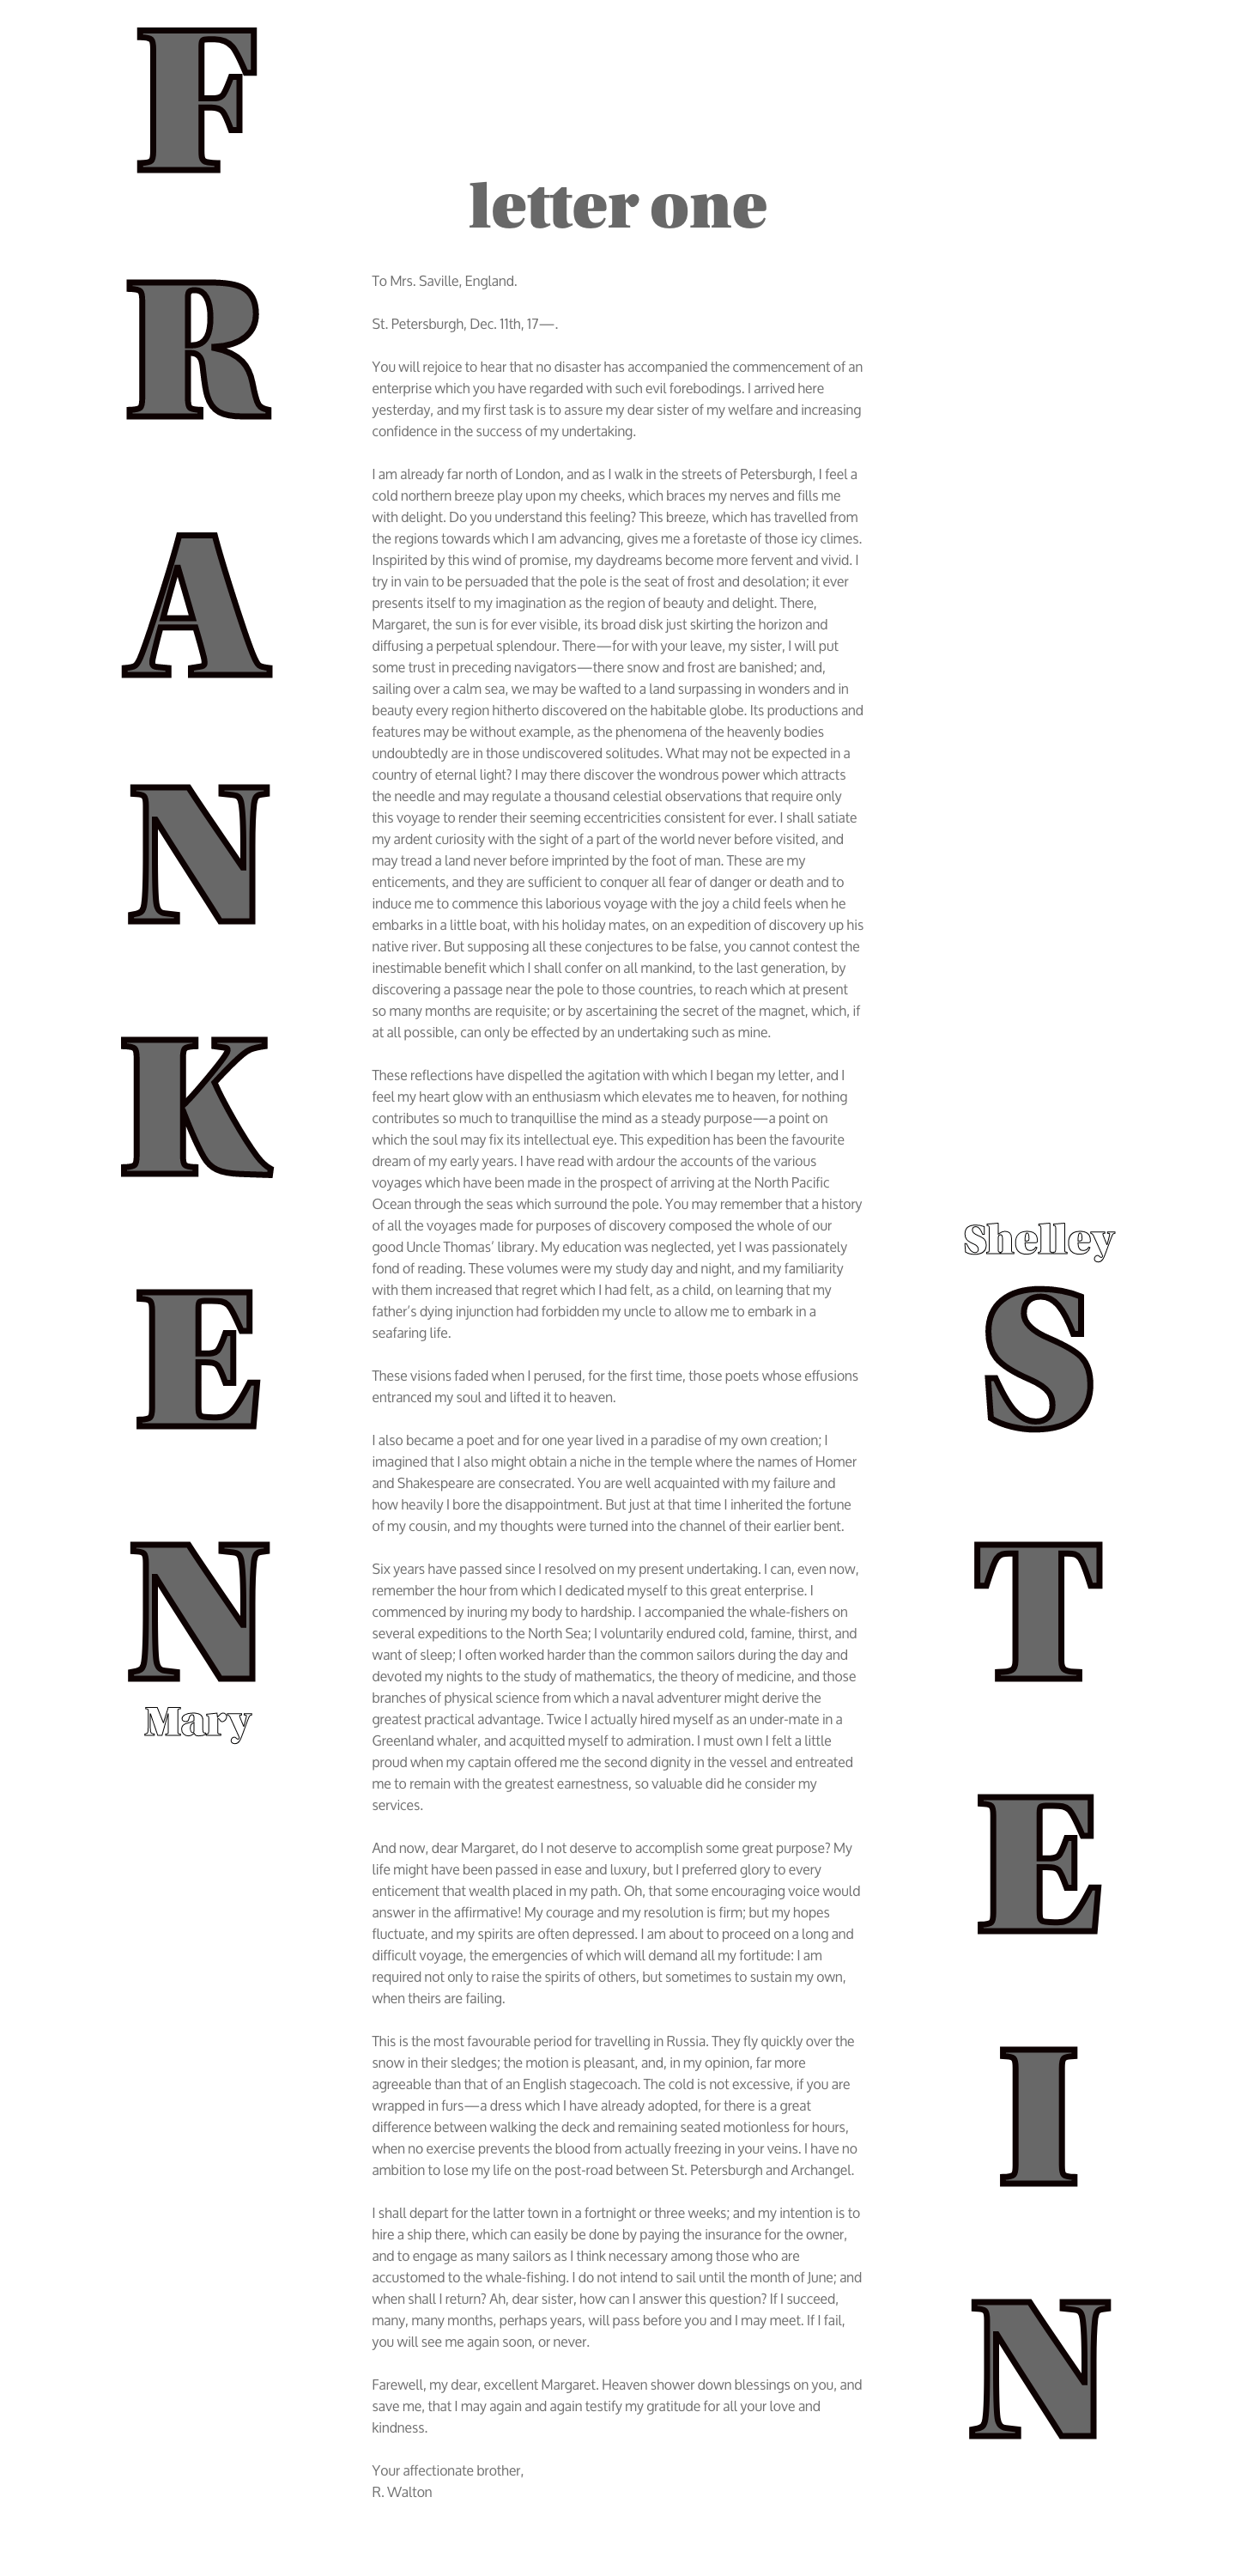 F
R
A
N
K
E
N
Mary
letter one
To Mrs. Saville, England.
St. Petersburgh, Dec. 11th, 17—.
You will rejoice to hear that no disaster has accompanied the commencement of an
enterprise which you have regarded with such evil forebodings. I arrived here
yesterday, and my first task is to assure my dear sister of my welfare and increasing
confidence in the success of my undertaking.
I am already far north of London, and as I walk in the streets of Petersburgh, I feel a
cold northern breeze play upon my cheeks, which braces my nerves and fills me
with delight. Do you understand this feeling? This breeze, which has travelled from
the regions towards which I am advancing, gives me a foretaste of those icy climes.
Inspirited by this wind of promise, my daydreams become more fervent and vivid. I
try in vain to be persuaded that the pole is the seat of frost and desolation; it ever
presents itself to my imagination as the region of beauty and delight. There,
Margaret, the sun is for ever visible, its broad disk just skirting the horizon and
diffusing a perpetual splendour. There—for with your leave, my sister, I will put
some trust in preceding navigators—there snow and frost are banished; and,
sailing over a calm sea, we may be wafted to a land surpassing in wonders and in
beauty every region hitherto discovered on the habitable globe. Its productions and
features may be without example, as the phenomena of the heavenly bodies
undoubtedly are in those undiscovered solitudes. What may not be expected in a
country of eternal light? I may there discover the wondrous power which attracts
the needle and may regulate a thousand celestial observations that require only
this voyage to render their seeming eccentricities consistent for ever. I shall satiate
my ardent curiosity with the sight of a part of the world never before visited, and
may tread a land never before imprinted by the foot of man. These are my
enticements, and they are sufficient to conquer all fear of danger or death and to
induce me to commence this laborious voyage with the joy a child feels when he
embarks in a little boat, with his holiday mates, on an expedition of discovery up his
native river. But supposing all these conjectures to be false, you cannot contest the
inestimable benefit which I shall confer on all mankind, to the last generation, by
discovering a passage near the pole to those countries, to reach which at present
so many months are requisite; or by ascertaining the secret of the magnet, which, if
at all possible, can only be effected by an undertaking such as mine.
These reflections have dispelled the agitation with which I began my letter, and I
feel my heart glow with an enthusiasm which elevates me to heaven, for nothing
contributes so much to tranquillise the mind as a steady purpose—a point on
which the soul may fix its intellectual eye. This expedition has been the favourite
dream of my early years. I have read with ardour the accounts of the various
voyages which have been made in the prospect of arriving at the North Pacific
Ocean through the seas which surround the pole. You may remember that a history
of all the voyages made for purposes of discovery composed the whole of our
good Uncle Thomas’ library. My education was neglected, yet I was passionately
fond of reading. These volumes were my study day and night, and my familiarity
with them increased that regret which I had felt, as a child, on learning that my
father’s dying injunction had forbidden my uncle to allow me to embark in a
seafaring life.
These visions faded when I perused, for the first time, those poets whose effusions
entranced my soul and lifted it to heaven.
I also became a poet and for one year lived in a paradise of my own creation; I
imagined that I also might obtain a niche in the temple where the names of Homer
and Shakespeare are consecrated. You are well acquainted with my failure and
how heavily I bore the disappointment. But just at that time I inherited the fortune
of my cousin, and my thoughts were turned into the channel of their earlier bent.
Six years have passed since I resolved on my present undertaking. I can, even now,
remember the hour from which I dedicated myself to this great enterprise. I
commenced by inuring my body to hardship. I accompanied the whale-fishers on
several expeditions to the North Sea; I voluntarily endured cold, famine, thirst, and
want of sleep; I often worked harder than the common sailors during the day and
devoted my nights to the study of mathematics, the theory of medicine, and those
branches of physical science from which a naval adventurer might derive the
greatest practical advantage. Twice I actually hired myself as an under-mate in a
Greenland whaler, and acquitted myself to admiration. I must own I felt a little
proud when my captain offered me the second dignity in the vessel and entreated
me to remain with the greatest earnestness, so valuable did he consider my
services.
And now, dear Margaret, do I not deserve to accomplish some great purpose? My
life might have been passed in ease and luxury, but I preferred glory to every
enticement that wealth placed in my path. Oh, that some encouraging voice would
answer in the affirmative! My courage and my resolution is firm; but my hopes
fluctuate, and my spirits are often depressed. I am about to proceed on a long and
difficult voyage, the emergencies of which will demand all my fortitude: I am
required not only to raise the spirits of others, but sometimes to sustain my own,
when theirs are failing.
This is the most favourable period for travelling in Russia. They fly quickly over the
snow in their sledges; the motion is pleasant, and, in my opinion, far more
agreeable than that of an English stagecoach. The cold is not excessive, if you are
wrapped in furs—a dress which I have already adopted, for there is a great
difference between walking the deck and remaining seated motionless for hours,
when no exercise prevents the blood from actually freezing in your veins. I have no
ambition to lose my life on the post-road between St. Petersburgh and Archangel.
I shall depart for the latter town in a fortnight or three weeks; and my intention is to
hire a ship there, which can easily be done by paying the insurance for the owner,
and to engage as many sailors as I think necessary among those who are
accustomed to the whale-fishing. I do not intend to sail until the month of June; and
when shall I return? Ah, dear sister, how can I answer this question? If I succeed,
many, many months, perhaps years, will pass before you and I may meet. If I fail,
you will see me again soon, or never.
Farewell, my dear, excellent Margaret. Heaven shower down blessings on you, and
save me, that I may again and again testify my gratitude for all your love and
kindness.
Your affectionate brother,
R. Walton
Shelley
S
T
E
I
N